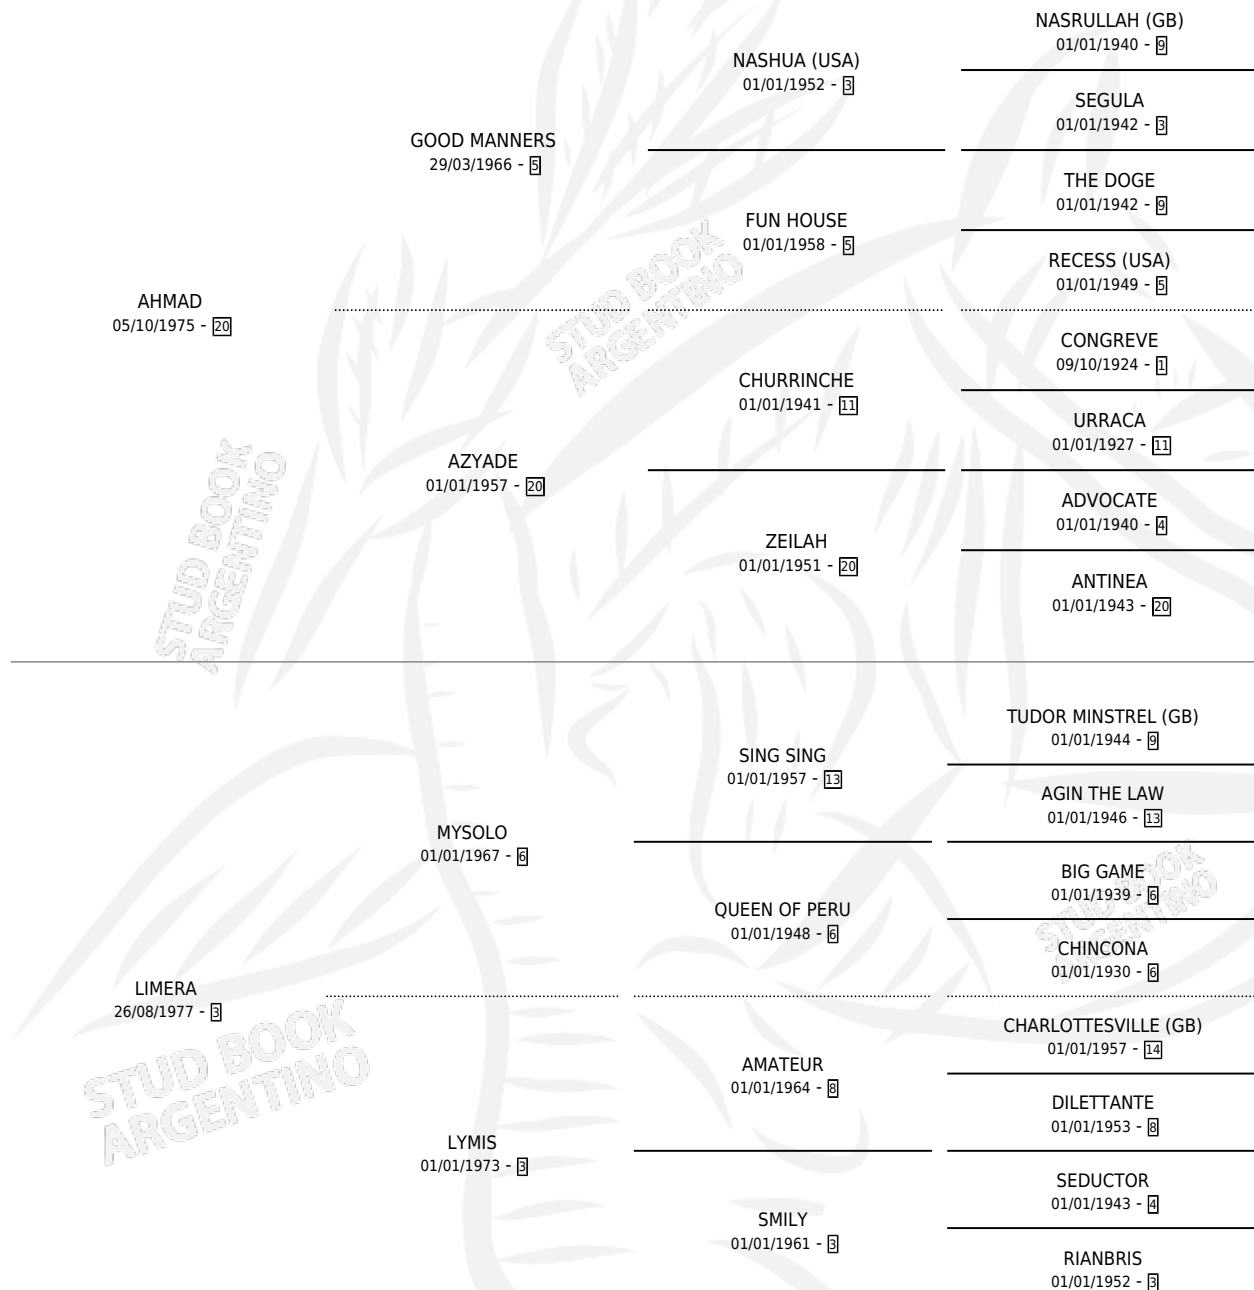 NASRULLAH (GB)
01/01/1940 - 9
NASHUA (USA)
01/01/1952 - 3
SEGULA
01/01/1942 - 3
GOOD MANNERS
29/03/1966 - 5
THE DOGE
01/01/1942 - 9
FUN HOUSE
01/01/1958 - 5
RECESS (USA)
01/01/1949 - 5
AHMAD
05/10/1975 - 20
CONGREVE
09/10/1924 - 1
CHURRINCHE
01/01/1941 - 11
URRACA
01/01/1927 - 11
AZYADE
01/01/1957 - 20
ADVOCATE
01/01/1940 - 4
ZEILAH
01/01/1951 - 20
ANTINEA
01/01/1943 - 20
TUDOR MINSTREL (GB)
01/01/1944 - 9
SING SING
01/01/1957 - 13
AGIN THE LAW
01/01/1946 - 13
MYSOLO
01/01/1967 - 6
BIG GAME
01/01/1939 - 6
QUEEN OF PERU
01/01/1948 - 6
CHINCONA
01/01/1930 - 6
LIMERA
26/08/1977 - 3
CHARLOTTESVILLE (GB)
01/01/1957 - 14
AMATEUR
01/01/1964 - 8
DILETTANTE
01/01/1953 - 8
LYMIS
01/01/1973 - 3
SEDUCTOR
01/01/1943 - 4
SMILY
01/01/1961 - 3
RIANBRIS
01/01/1952 - 3
STUD BOOK
ARGENTINO
STUD BOOK
ARGENTINO
STUD BOOK
ARGENTINO
STUD BOOK
ARGENTINO